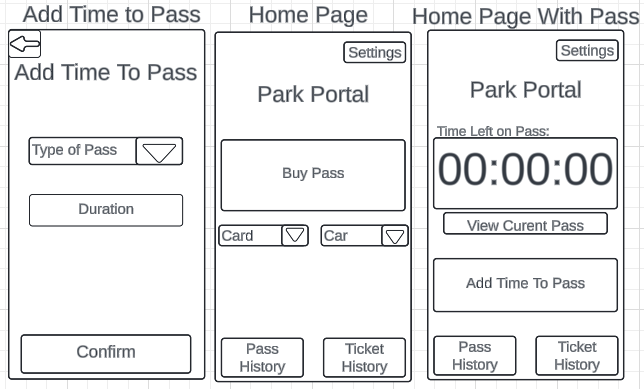 Add Time to Pass
Add Time To Pass
Type of Pass
Duration
Confirm
Home Page
Settings
Park Portal
Buy Pass
Card
Car
Pass
History
Ticket
History
Home Page With Pass
Settings
Park Portal
Time Left on Pass:
00:00:00
View Curent Pass
Add Time To Pass
Pass
History
Ticket
History